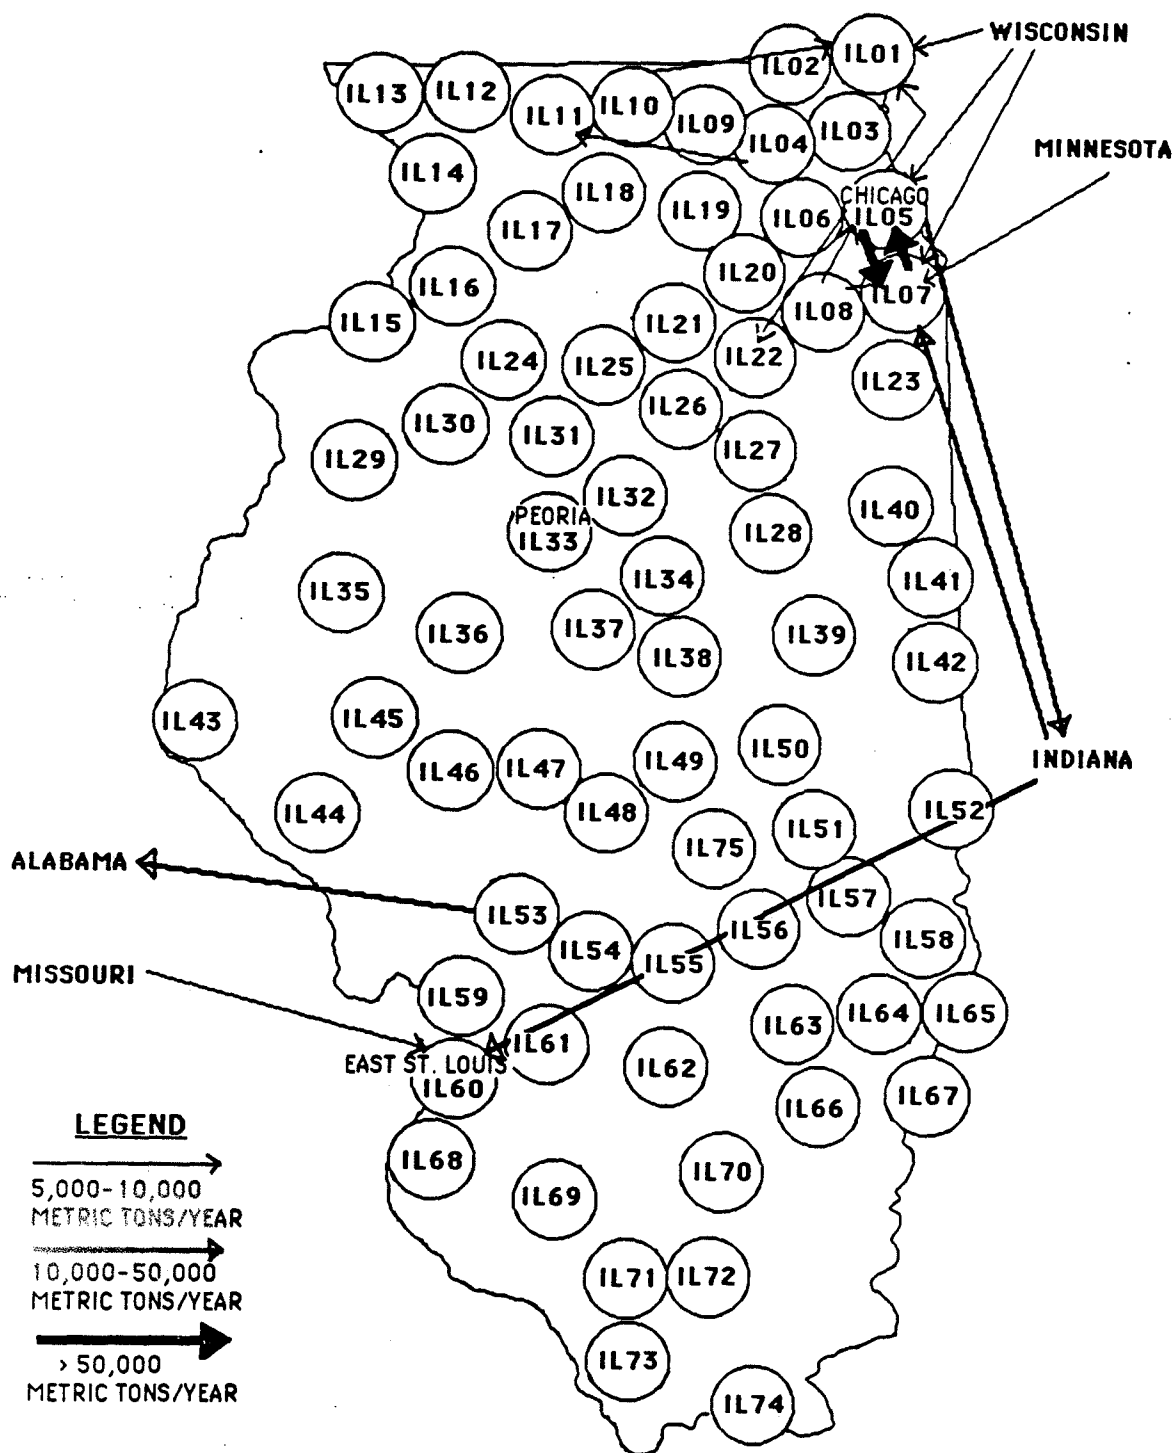 WISCONSIN
IL01
IL02
IL13
IL12
IL11
IL10
IL09
IL04
IL03
MINNESOTA
IL14
IL18
IL19
IL06
CHICAGO
IL05
IL17
IL20
IL16
IL08
IL07
IL15
IL21
IL24
IL25
IL22
IL23
IL26
IL30
IL31
IL27
IL29
IL32
PEORIA
IL33
IL28
IL40
IL35
IL34
IL41
IL36
IL37
IL38
IL39
IL42
IL43
IL45
IL46
IL47
IL49
IL50
INDIANA
IL44
IL48
IL75
IL51
IL52
ALABAMA
IL53
IL57
IL54
IL55
IL56
IL58
MISSOURI
IL59
IL61
IL63
IL64
IL65
EAST ST. LOUIS
IL60
IL62
IL66
IL67
IL68
IL69
IL70
IL71
IL72
IL73
IL74
LEGEND
5,000-10,000
METRIC TONS/YEAR
10,000-50,000
METRIC TONS/YEAR
> 50,000
METRIC TONS/YEAR